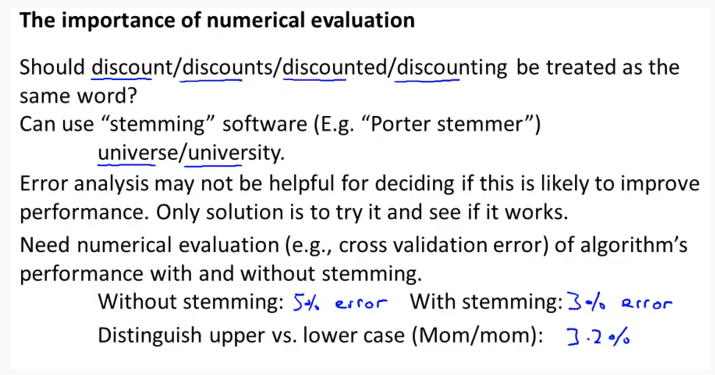 The importance of numerical evaluation
Should discount/discounts/discounted/discounting be treated as the
same word?
Can use “stemming” software (E.g. “Porter stemmer”)
universe/university.
Error analysis may not be helpful for deciding if this is likely to improve
performance. Only solution is to try it and see if it works.
Need numerical evaluation (e.g., cross validation error) of algorithm’s
performance with and without stemming.
Without stemming: 5% error With stemming: 3% error
Distinguish upper vs. lower case (Mom/mom): 3.2%